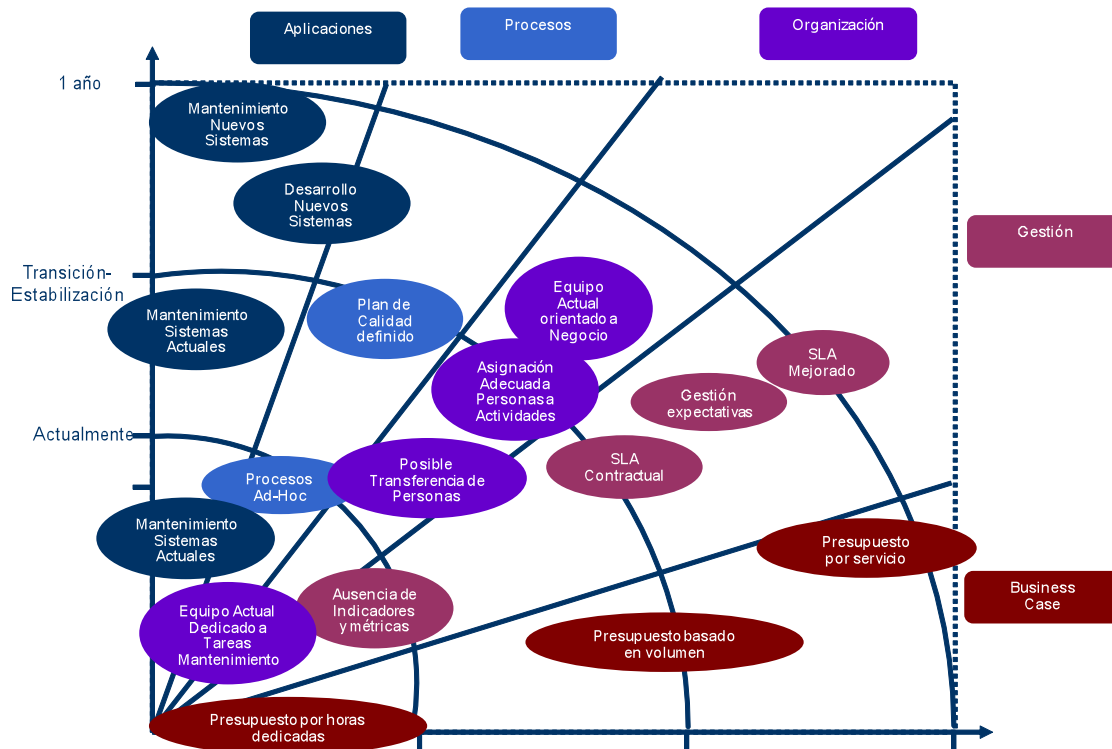 Aplicaciones
Procesos
Organización
1 año
Mantenimiento
Nuevos
Sistemas
Desarrollo
Nuevos
Sistemas
Gestión
Transición-
Estabilización
Mantenimiento
Sistemas
Actuales
Plan de
Calidad
definido
Equipo
Actual
orientado a
Negocio
Asignación
Adecuada
Personas a
Actividades
SLA
Mejorado
Gestión
expectativas
Actualmente
Procesos
Ad-Hoc
Posible
Transferencia de
Personas
SLA
Contractual
Mantenimiento
Sistemas
Actuales
Presupuesto
por servicio
Equipo Actual
Dedicado a
Tareas
Mantenimiento
Ausencia de
Indicadores
y métricas
Business
Case
Presupuesto basado
en volumen
Presupuesto por horas
dedicadas